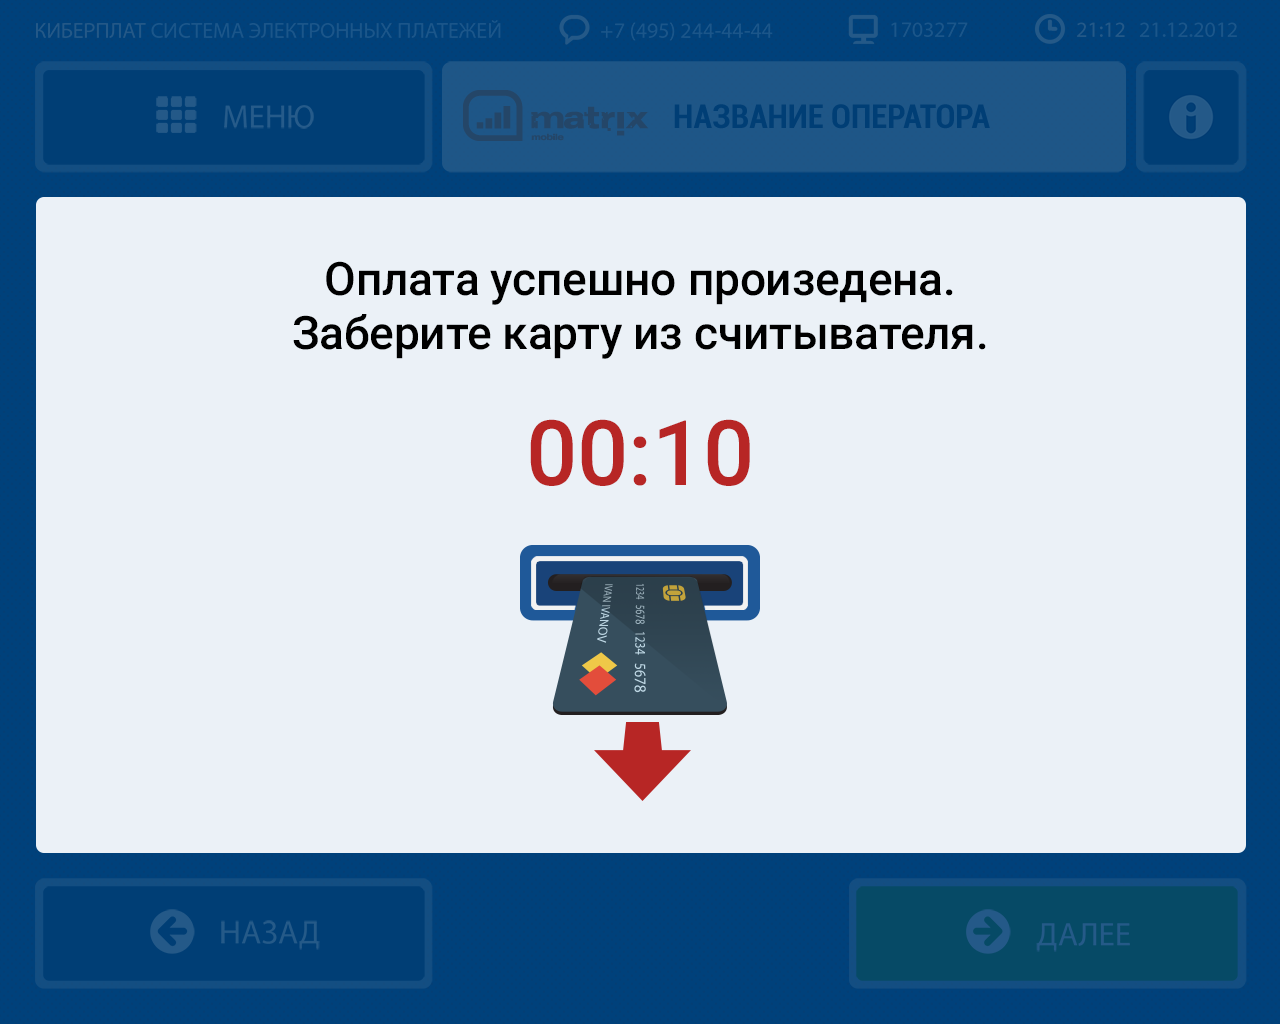 КИБЕРПЛАТ СИСТЕМА ЭЛЕКТРОННЫХ ПЛАТЕЖЕЙ
+7 (495) 244-44-44
1703277
21:12 21.12.2012
МЕНЮ
matrix
mobile
НАЗВАНИЕ ОПЕРАТОРА
Оплата успешно произедена.
Заберите карту из считывателя.
00:10
IVAN IVANOV
1234 5678 1234 5678
НАЗАД
ДАЛЕЕ